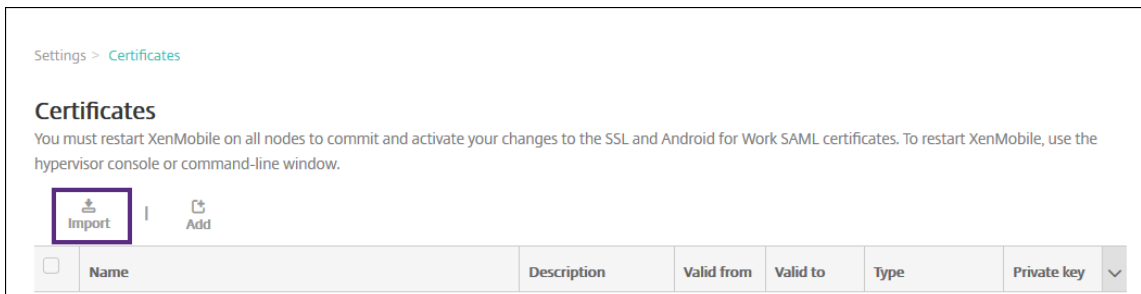 Settings > Certificates
Certificates
You must restart XenMobile on all nodes to commit and activate your changes to the SSL and Android for Work SAML certificates. To restart XenMobile, use the
hypervisor console or command-line window.
Import | Add
Name Description Valid from Valid to Type Private key